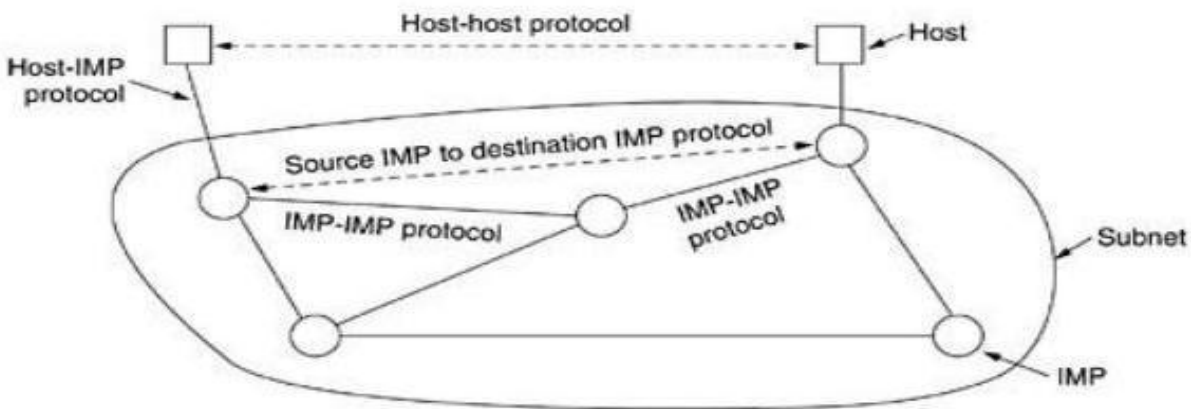 Host-host protocol
Host
Host-IMP
protocol
Source IMP to destination IMP protocol
IMP-IMP protocol
IMP-IMP
protocol
Subnet
IMP